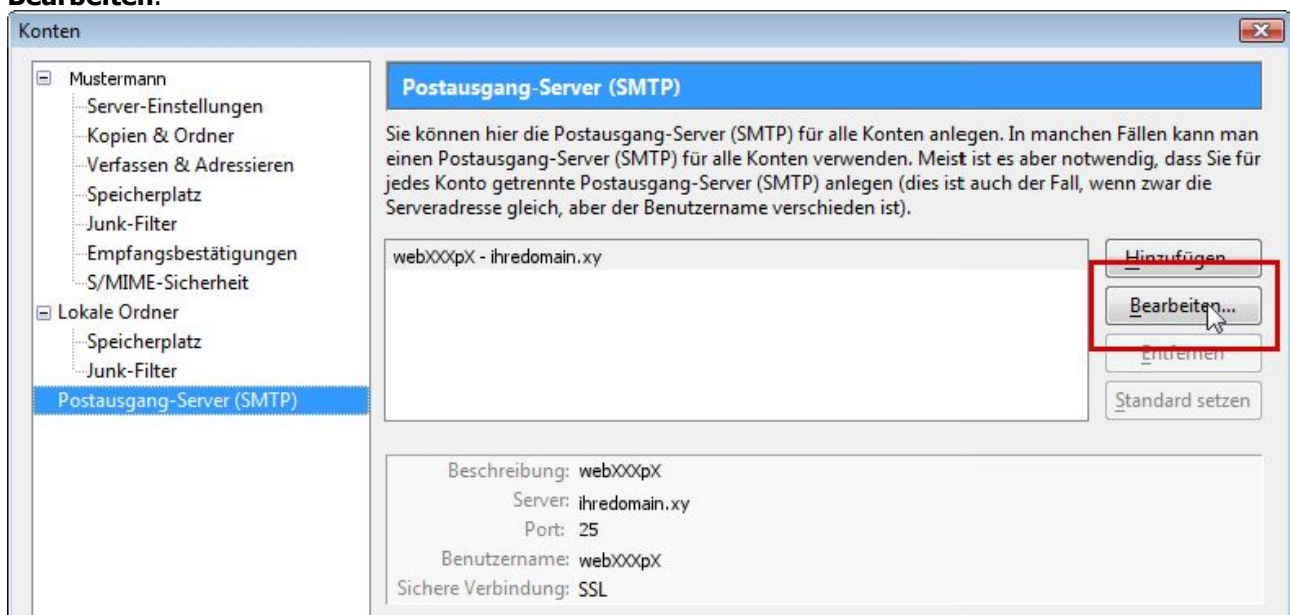 Bearbeiten.
Konten
Mustermann
Server-Einstellungen
Kopien & Ordner
Verfassen & Adressieren
Speicherplatz
Junk-Filter
Empfangsbestätigungen
S/MIME-Sicherheit
Lokale Ordner
Speicherplatz
Junk-Filter
Postausgang-Server (SMTP)
Postausgang-Server (SMTP)
Sie können hier die Postausgang-Server (SMTP) für alle Konten anlegen. In manchen Fällen kann man
einen Postausgang-Server (SMTP) für alle Konten verwenden. Meist ist es aber notwendig, dass Sie für
jedes Konto getrennte Postausgang-Server (SMTP) anlegen (dies ist auch der Fall, wenn zwar die
Serveradresse gleich, aber der Benutzername verschieden ist).
webXXXpX - ihredomain.xy
Hinzufügen...
Bearbeiten...
Entfernen
Standard setzen
Beschreibung: webXXXpX
Server: ihredomain.xy
Port: 25
Benutzername: webXXXpX
Sichere Verbindung: SSL